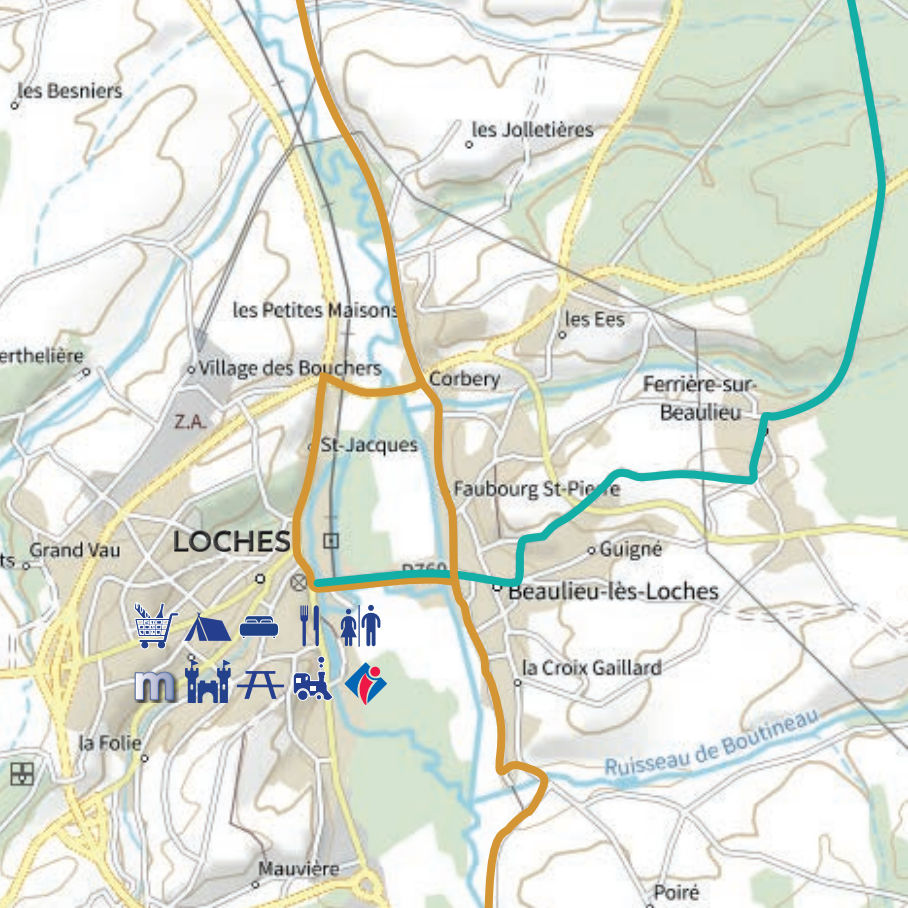 les Besniers
les Jolletières
les Petites Maisons
les Ees
erthelière
Village des Bouchers
Corbery
Ferrière-sur-
Beaulieu
Z.A.
St-Jacques
Faubourg St-Pierre
LOCHES
ts
Grand Vau
Guigné
D760
Beaulieu-lès-Loches
la Croix Gaillard
m
Ruisseau de Boutineau
la Folie
Mauvière
Poiré